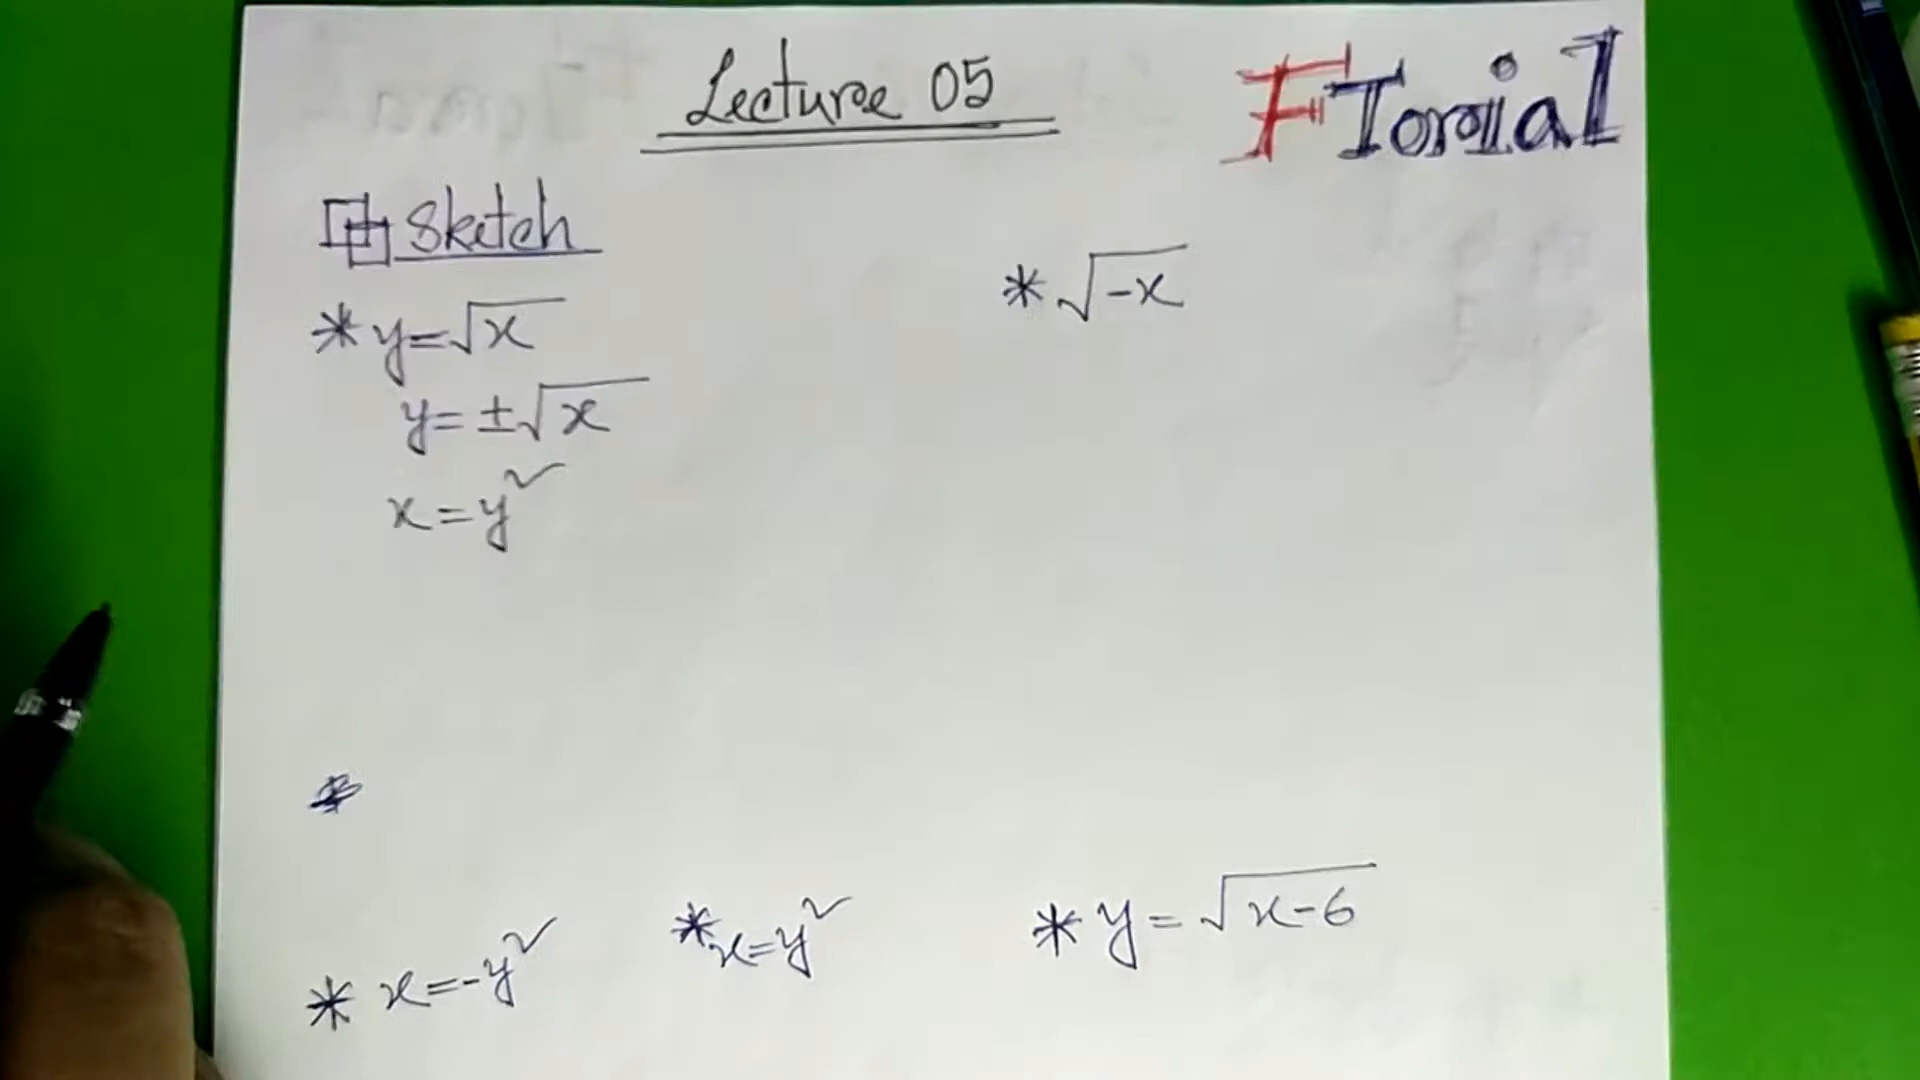 Lecture 05
FTorial
Sketch
* y=√x
y=±√x
x=y²
* √-x
* x=-y²
* x=y²
* y=√x-6